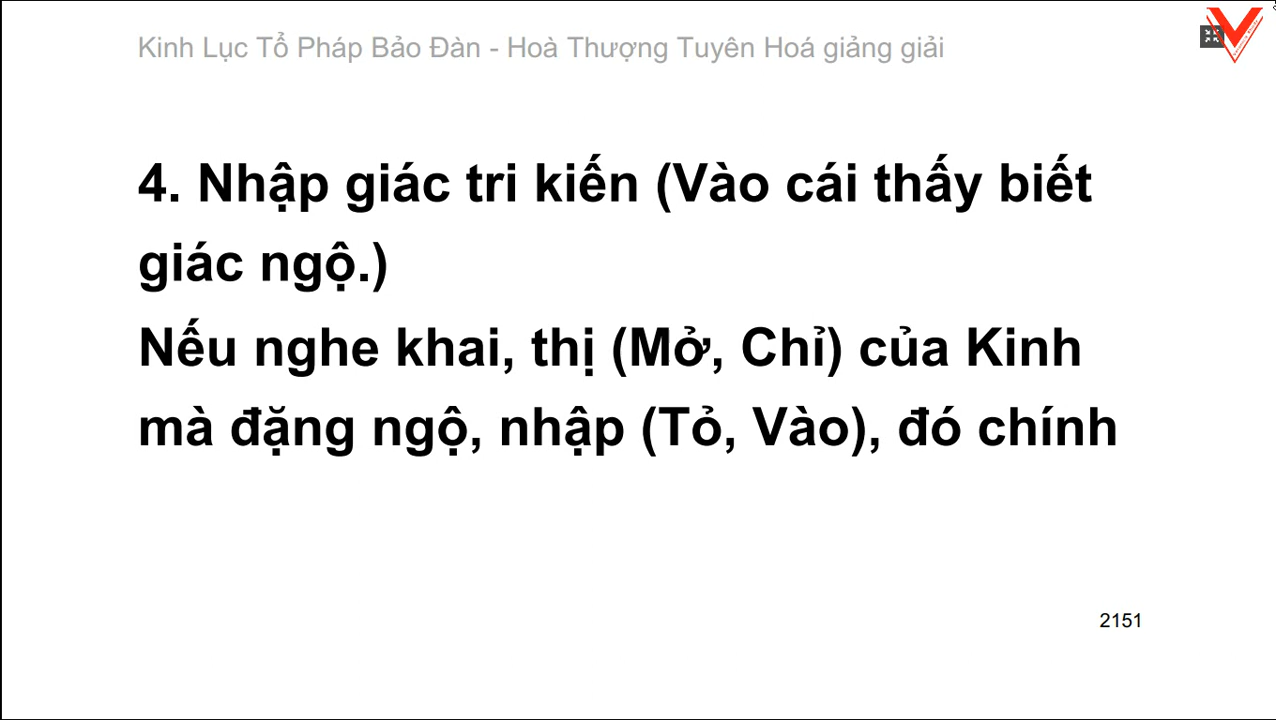 Kinh Lục Tổ Pháp Bảo Đàn - Hoà Thượng Tuyên Hoá giảng giải
4. Nhập giác tri kiến (Vào cái thấy biết
giác ngộ.)
Nếu nghe khai, thị (Mở, Chỉ) của Kinh
mà đặng ngộ, nhập (Tỏ, Vào), đó chính
2151